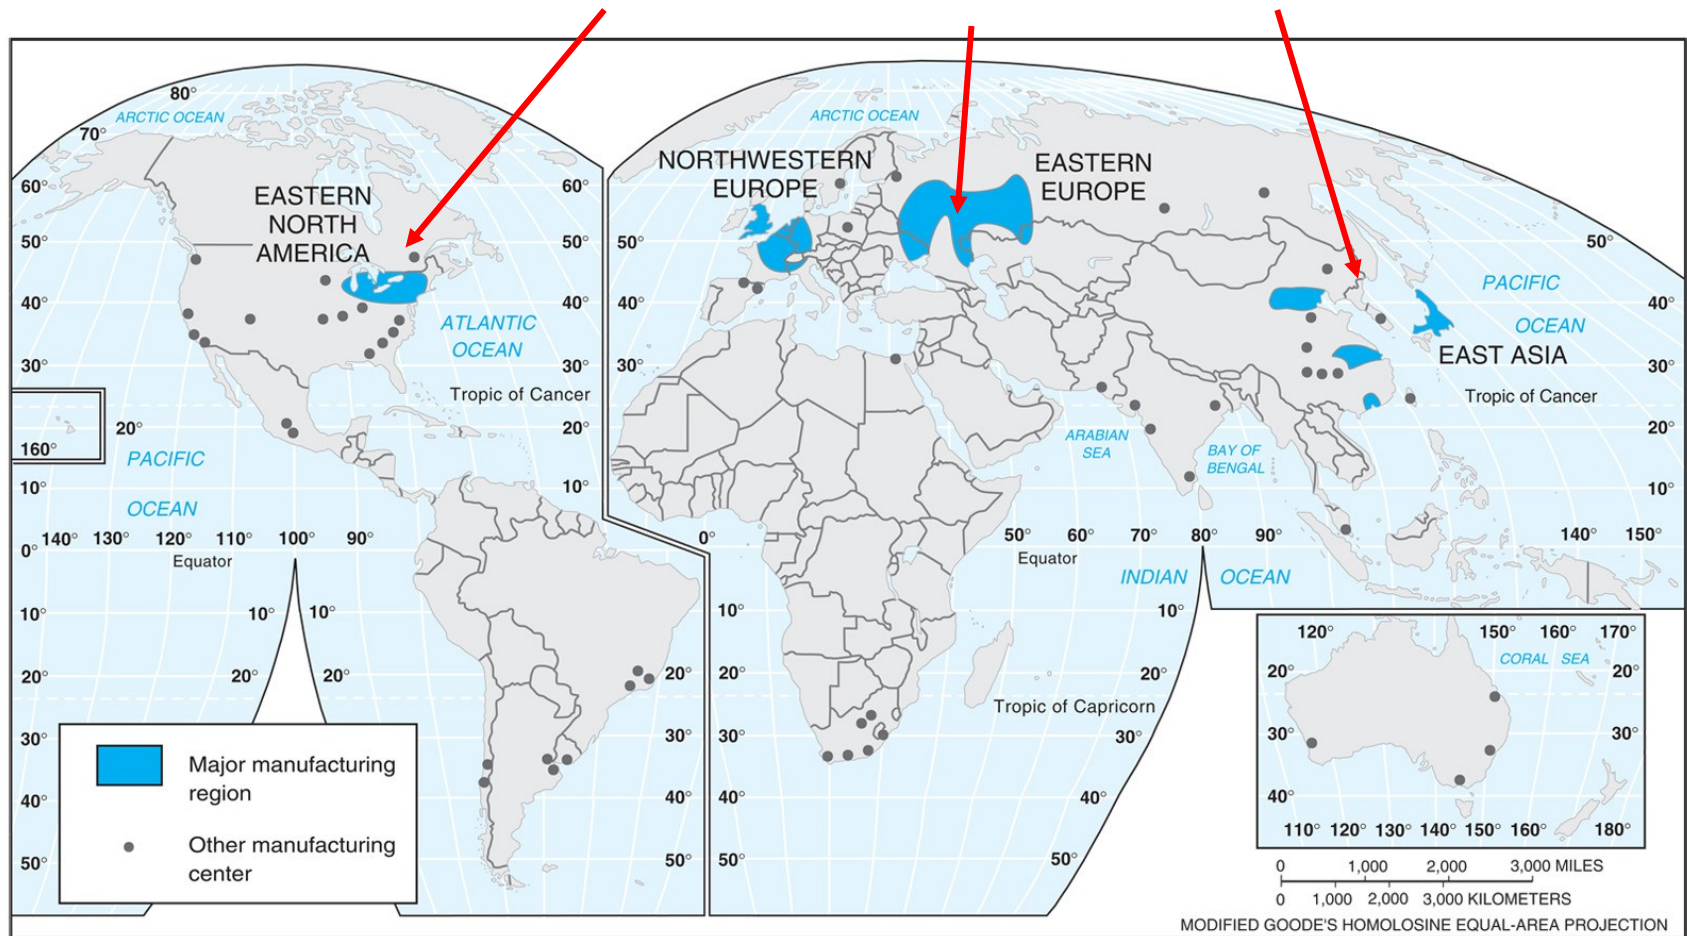 80°
ARCTIC OCEAN
70°
60°
EASTERN
NORTH
AMERICA
60°
50°
50°
40°
40°
ATLANTIC
OCEAN
30°
30°
Tropic of Cancer
20°
20°
160°
PACIFIC
OCEAN
10°
10°
0°
140°
130
120
110°
100°
90°
Equator
10°
10°
10°
20°
20°
20°
20°
30°
30°
40°
40°
50°
50°
Major manufacturing
region
Other manufacturing
center
ARCTIC OCEAN
NORTHWESTERN
EUROPE
EASTERN
EUROPE
60°
50°
50°
40°
30°
PACIFIC
OCEAN
40°
EAST ASIA
30°
Tropic of Cancer
20°
10°
ARABIAN
SEA
BAY OF
BENGAL
0°
50°
60°
70°
80°
90°
140°
150°
Equator
INDIAN
OCEAN
10°
10°
20°
20°
Tropic of Capricorn
30°
30°
40°
40°
50°
50°
120°
150°
160°
170°
CORAL SEA
20°
20°
30°
30°
40°
110°
120°
130°
140°
150°
160°
180°
0
1,000
2,000
3,000 MILES
0
1,000
2,000
3,000 KILOMETERS
MODIFIED GOODE'S HOMOLOSINE EQUAL-AREA PROJECTION